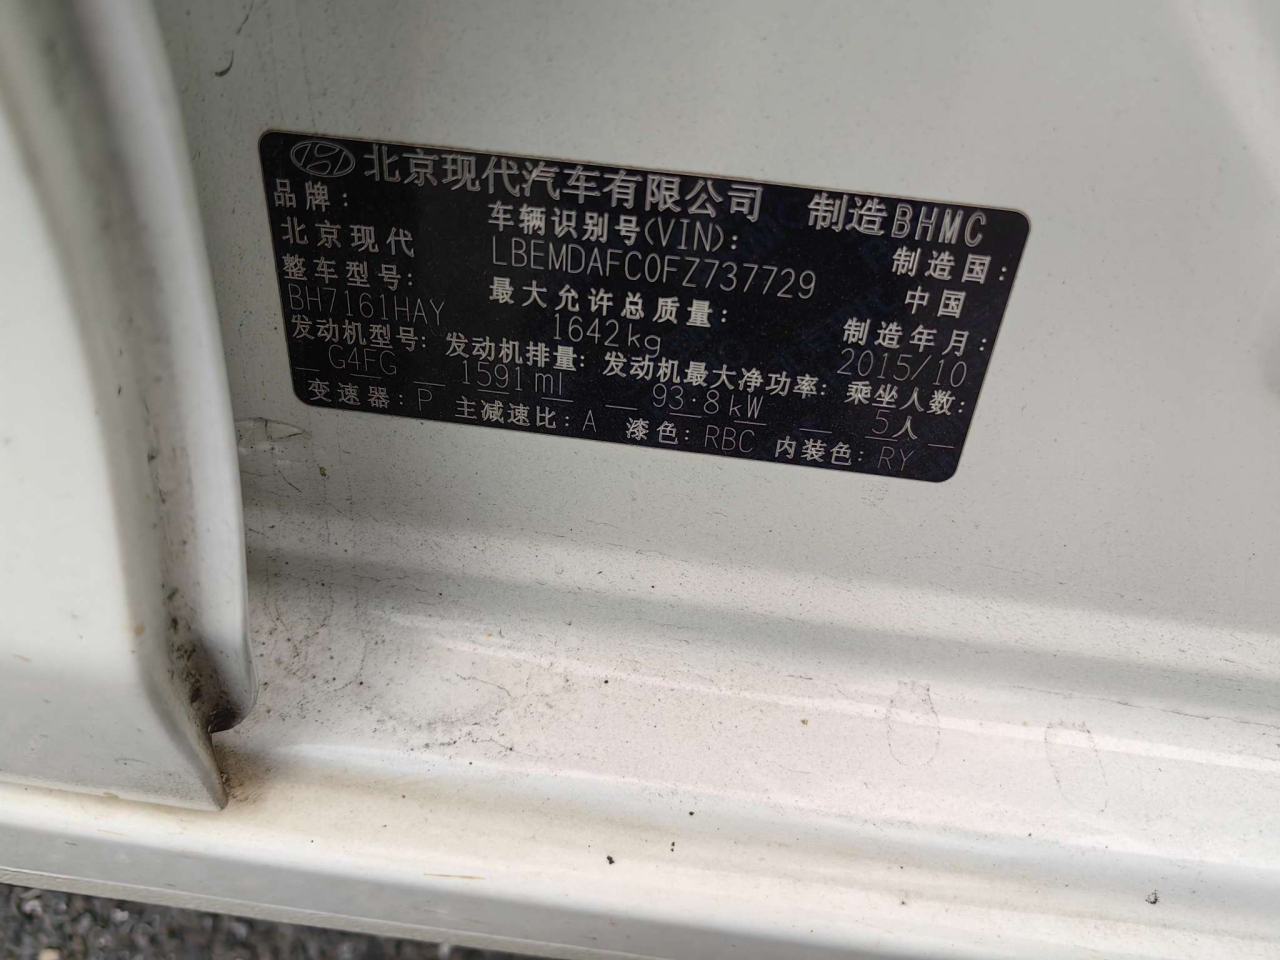 北京现代汽车有限公司 制造BHMC
品牌: 车辆识别号(VIN): 制造国:
北京现代 LBEMDAFC0FZ737729 中国
整车型号: 最大允许总质量: 制造年月:
BH7161HAY 1642kg 2015/10
发动机型号: 发动机排量: 发动机最大净功率: 乘坐人数:
G4FG 1591ml 93.8kW 5人
变速器: P 主减速比: A 漆色: RBC 内装色: RY